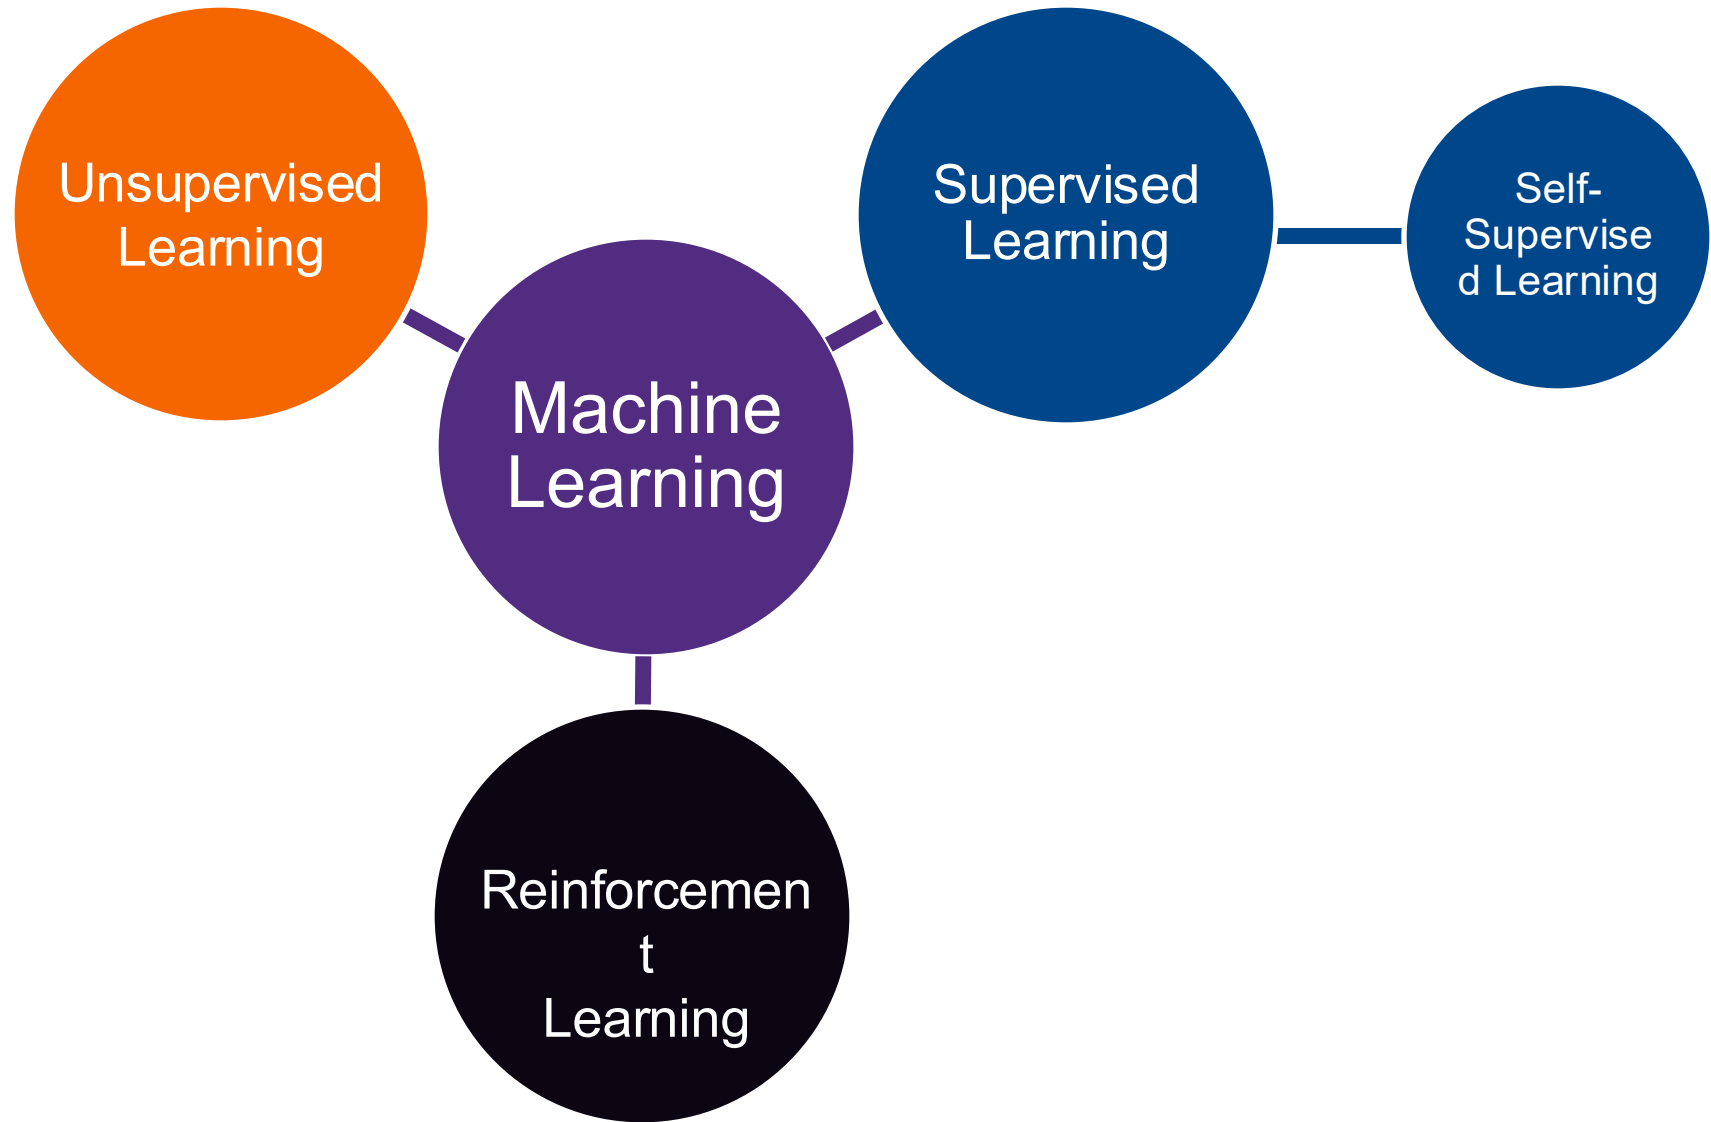 Unsupervised
Learning
Supervised
Learning
Self-
Supervise
d Learning
Machine
Learning
Reinforcemen
t
Learning